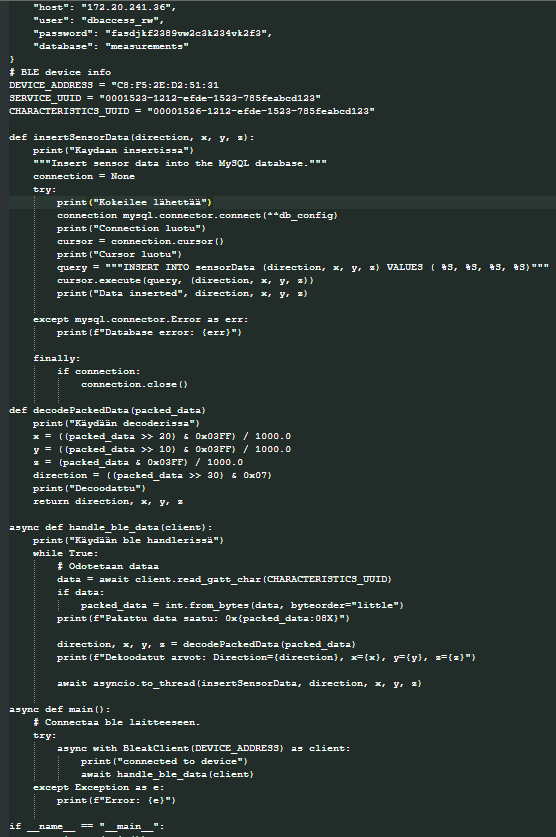 "host": "172.20.241.36",
    "user": "dbaccess_rw",
    "password": "fasdjkf2389vw2c3k234vk2f3",
    "database": "measurements"
}
# BLE device info
DEVICE_ADDRESS = "C8:F5:2E:D2:51:31
SERVICE_UUID = "0001523-1212-efde-1523-785feabcd123"
CHARACTERISTICS_UUID = "00001526-1212-efde-1523-785feabcd123"

def insertSensorData(direction, x, y, z):
    print("Kaydaan insertissa")
    """Insert sensor data into the MySQL database."""
    connection = None
    try:
        print("Kokeilee lähettää")
        connection mysql.connector.connect(**db_config)
        print("Connection luotu")
        cursor = connection.cursor()
        print("Cursor luotu")
        query = """INSERT INTO sensorData (direction, x, y, z) VALUES ( %S, %S, %S, %S)"""
        cursor.execute(query, (direction, x, y, z))
        print("Data inserted", direction, x, y, z)

    except mysql.connector.Error as err:
        print(f"Database error: {err}")

    finally:
        if connection:
            connection.close()

def decodePackedData(packed_data)
    print("Käydään decoderissa")
    x = ((packed_data >> 20) & 0x03FF) / 1000.0
    y = ((packed_data >> 10) & 0x03FF) / 1000.0
    z = (packed_data & 0x03FF) / 1000.0
    direction = ((packed_data >> 30) & 0x07)
    print("Decoodattu")
    return direction, x, y, z

async def handle_ble_data(client):
    print("Käydään ble handlerissä")
    while True:
        # Odotetaan dataa
        data = await client.read_gatt_char(CHARACTERISTICS_UUID)
        if data:
            packed_data = int.from_bytes(data, byteorder="little")
        print(f"Pakattu data saatu: 0x{packed_data:08X}")

        direction, x, y, z = decodePackedData(packed_data)
        print(f"Dekoodatut arvot: Direction={direction}, x={x}, y={y}, z={z}")

        await asyncio.to_thread(insertSensorData, direction, x, y, z)

async def main():
    # Connectaa ble laitteeseen.
    try:
        async with BleakClient(DEVICE_ADDRESS) as client:
            print("connected to device")
            await handle_ble_data(client)
    except Exception as e:
        print(f"Error: {e}")

if __name__ == "__main__":